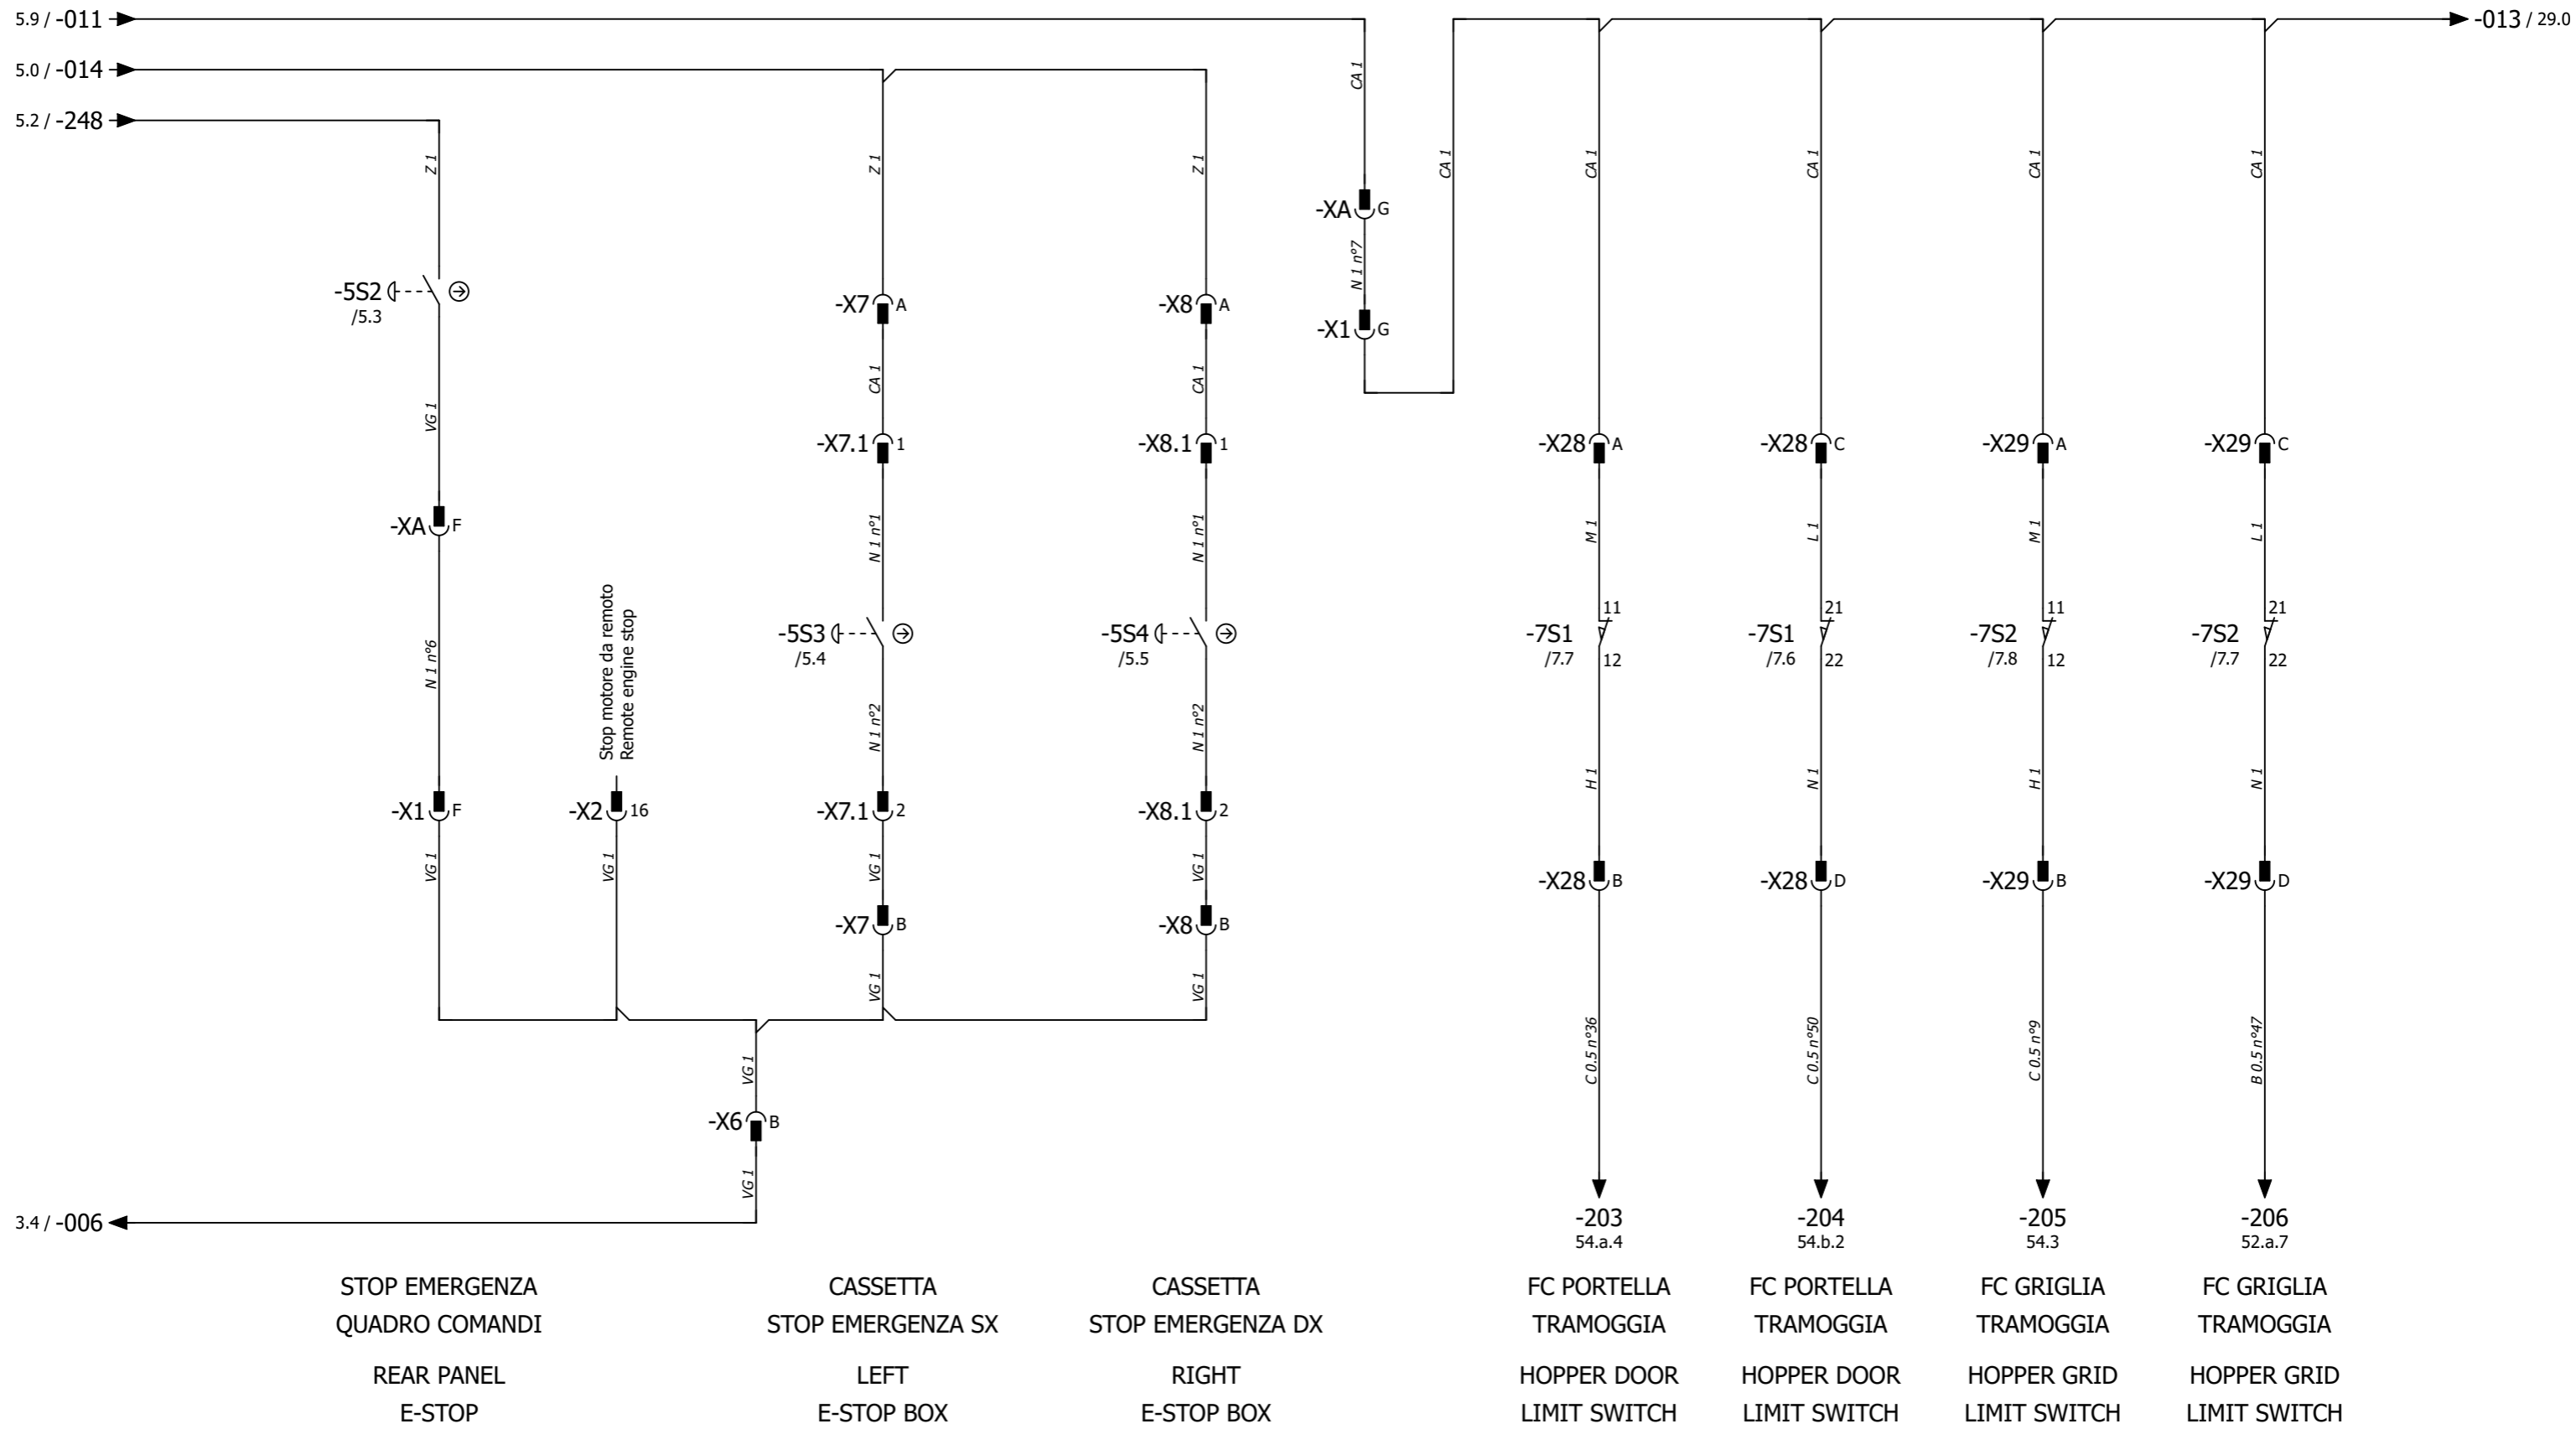 5.9 / -011
-013 / 29.0
5.0 / -014
5.2 / -248
CA 1
Z 1
Z 1
Z 1
CA 1
CA 1
CA 1
CA 1
CA 1
-XA G
N 1 n°7
-X1 G
-5S2
/5.3
-X7 A
-X8 A
VG 1
CA 1
CA 1
-X7.1 1
-X8.1 1
-X28 A
-X28 C
-X29 A
-X29 C
-XA F
N 1 n°1
N 1 n°1
M 1
L 1
M 1
L 1
N 1 n°6
Stop motore da remoto
Remote engine stop
-5S3
/5.4
-5S4
/5.5
11
-7S1
/7.7
12
21
-7S1
/7.6
22
11
-7S2
/7.8
12
21
-7S2
/7.7
22
N 1 n°2
N 1 n°2
H 1
N 1
H 1
N 1
-X1 F
-X2 16
-X7.1 2
-X8.1 2
VG 1
VG 1
VG 1
VG 1
-X28 B
-X28 D
-X29 B
-X29 D
-X7 B
-X8 B
VG 1
VG 1
VG 1
C 0.5 n°36
C 0.5 n°50
C 0.5 n°9
B 0.5 n°47
-X6 B
VG 1
3.4 / -006
-203
54.a.4
-204
54.b.2
-205
54.3
-206
52.a.7
STOP EMERGENZA
QUADRO COMANDI
REAR PANEL
E-STOP
CASSETTA
STOP EMERGENZA SX
LEFT
E-STOP BOX
CASSETTA
STOP EMERGENZA DX
RIGHT
E-STOP BOX
FC PORTELLA
TRAMOGGIA
HOPPER DOOR
LIMIT SWITCH
FC PORTELLA
TRAMOGGIA
HOPPER DOOR
LIMIT SWITCH
FC GRIGLIA
TRAMOGGIA
HOPPER GRID
LIMIT SWITCH
FC GRIGLIA
TRAMOGGIA
HOPPER GRID
LIMIT SWITCH